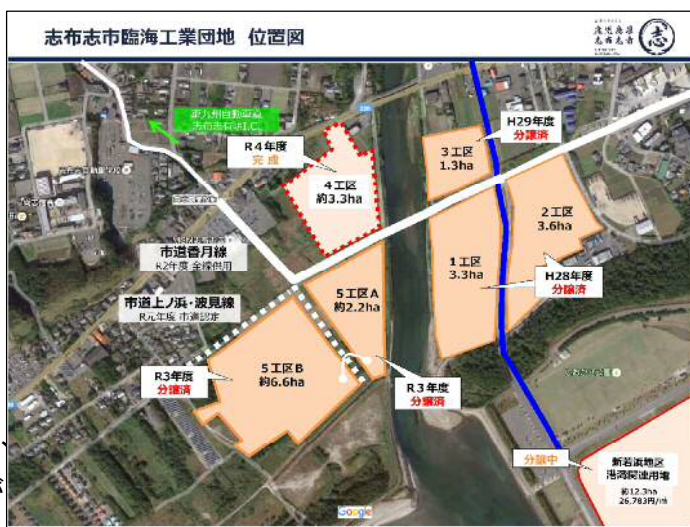 志布志市臨海工業団地 位置図
鹿児島県
志布志市
志
東九州自動車道
志布志有明I.C.
R4年度
完成
4工区
約3.3ha
H29年度
分譲済
3工区
1.3ha
2工区
3.6ha
1工区
3.3ha
H28年度
分譲済
市道香月線
R2年度 全線供用
市道上ノ浜・波見線
R元年度 市道認定
5工区A
約2.2ha
5工区B
約6.6ha
R3年度
分譲済
R3年度
分譲済
分譲中
新若浜地区
港湾関連用地
約12.3ha
26,783円/㎡
Google